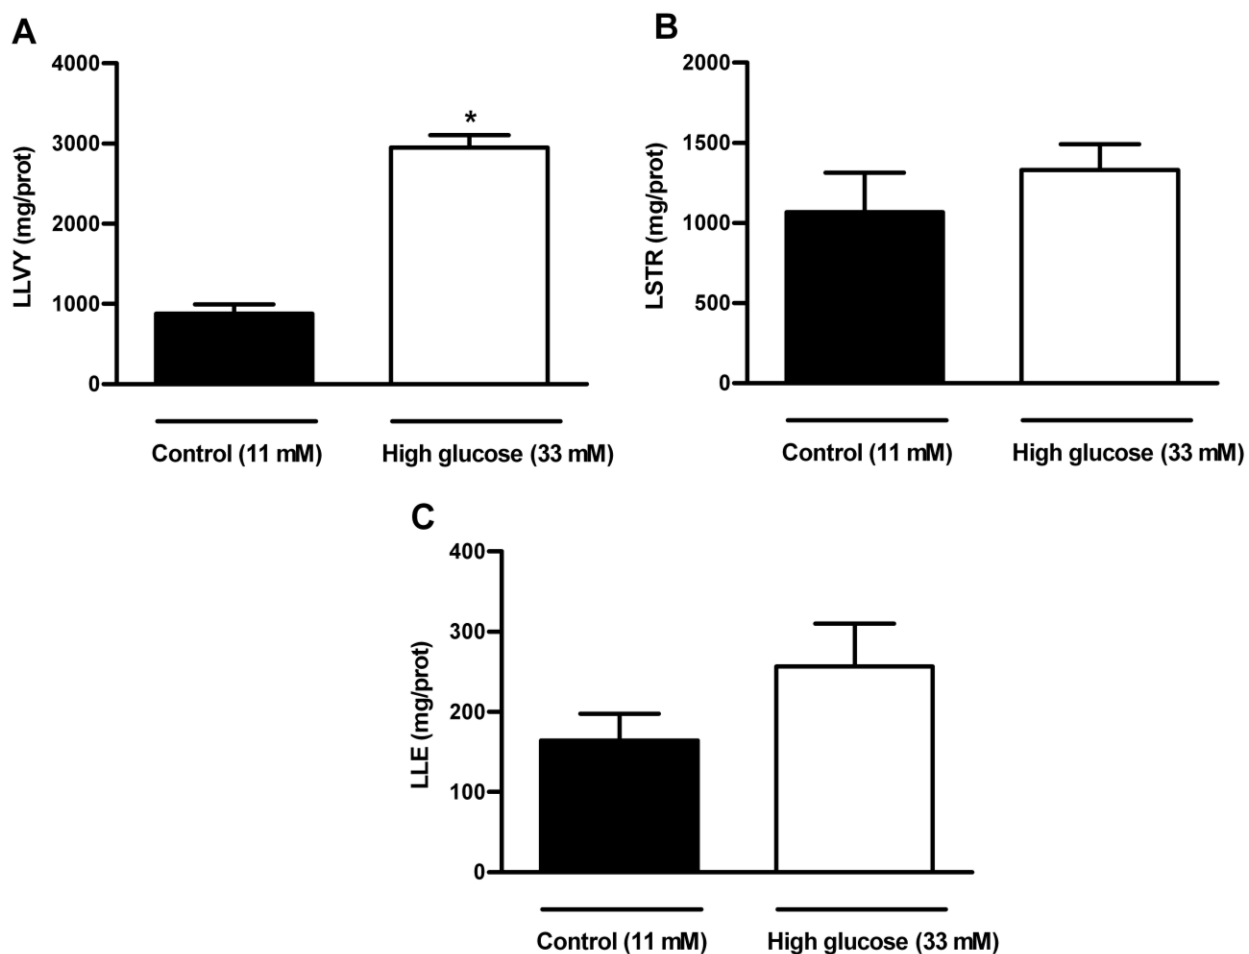 A
LLVY (mg/prot)
4000
3000
2000
1000
0
*
Control (11 mM)
High glucose (33 mM)
B
LSTR (mg/prot)
2000
1500
1000
500
0
Control (11 mM)
High glucose (33 mM)
C
LLE (mg/prot)
400
300
200
100
0
Control (11 mM)
High glucose (33 mM)